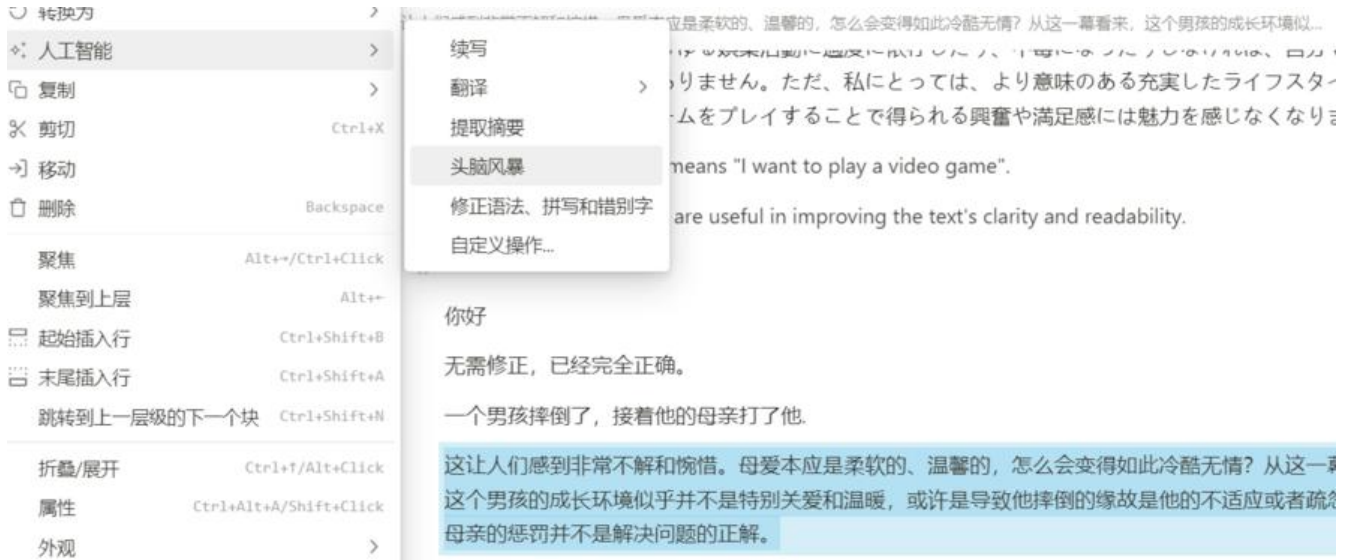 转换为
人工智能
复制
剪切 Ctrl+X
移动
删除 Backspace
聚焦 Alt+→/Ctrl+Click
聚焦到上层 Alt+←
起始插入行 Ctrl+Shift+B
末尾插入行 Ctrl+Shift+A
跳转到上一层级的下一个块 Ctrl+Shift+N
折叠/展开 Ctrl+↑/Alt+Click
属性 Ctrl+Alt+A/Shift+Click
外观
续写
翻译
提取摘要
头脑风暴
修正语法、拼写和错别字
自定义操作...
应是柔软的、温馨的，怎么会变得如此冷酷无情？从这一幕看来，这个男孩的成长环境似...
りません。ただ、私にとっては、より意味のある充実したライフスタイ
ームをプレイすることで得られる興奮や満足感には魅力を感じなくなりま
means "I want to play a video game".
are useful in improving the text's clarity and readability.
你好
无需修正，已经完全正确。
一个男孩摔倒了，接着他的母亲打了他.
这让人们感到非常不解和惋惜。母爱本应是柔软的、温馨的，怎么会变得如此冷酷无情？从这一幕
这个男孩的成长环境似乎并不是特别关爱和温暖，或许是导致他摔倒的缘故是他的不适应或者疏忽
母亲的惩罚并不是解决问题的正解。